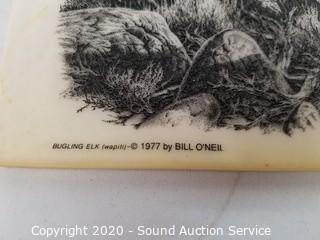 BUGLING ELK (wapiti)-© 1977 by BILL O'NEIL
Copyright 2020 - Sound Auction Service